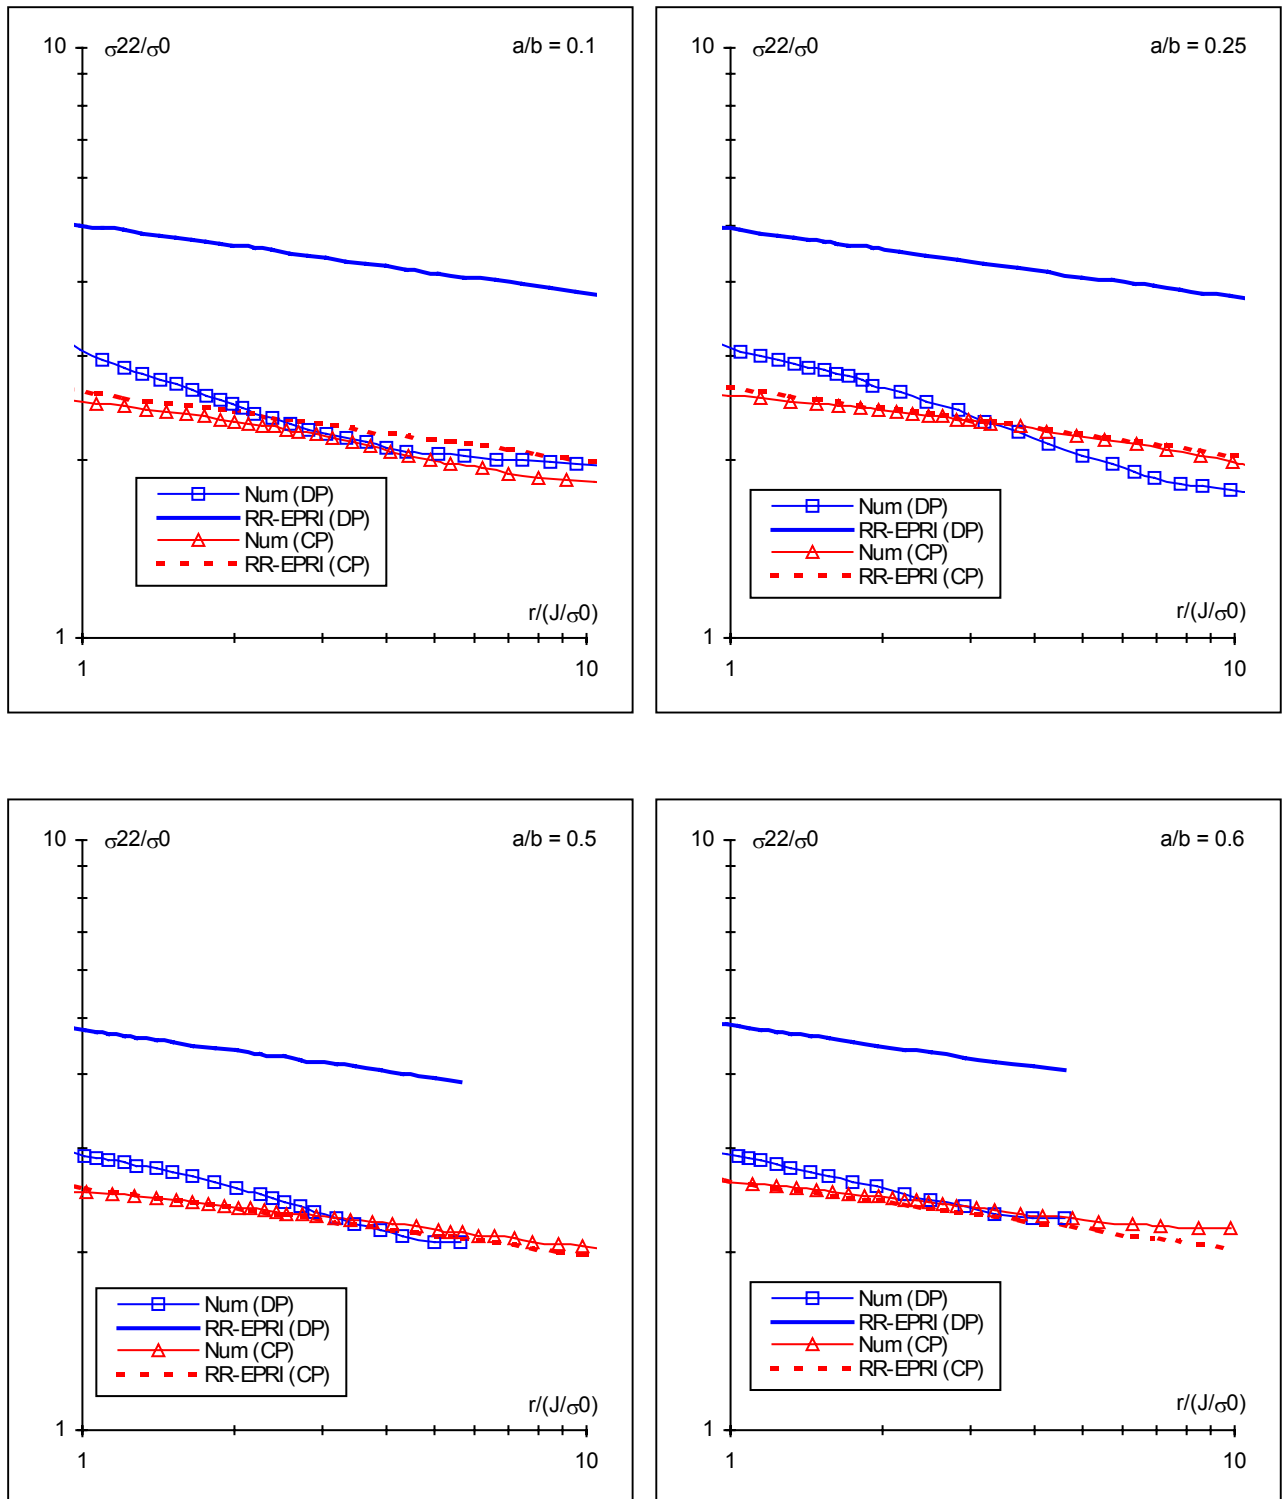 10 σ22/σ0 a/b = 0.1
Num (DP)
RR-EPRI (DP)
Num (CP)
RR-EPRI (CP)
r/(J/σ0)
1
1 10
10 σ22/σ0 a/b = 0.25
Num (DP)
RR-EPRI (DP)
Num (CP)
RR-EPRI (CP)
r/(J/σ0)
1
1 10
10 σ22/σ0 a/b = 0.5
Num (DP)
RR-EPRI (DP)
Num (CP)
RR-EPRI (CP)
r/(J/σ0)
1
1 10
10 σ22/σ0 a/b = 0.6
Num (DP)
RR-EPRI (DP)
Num (CP)
RR-EPRI (CP)
r/(J/σ0)
1
1 10